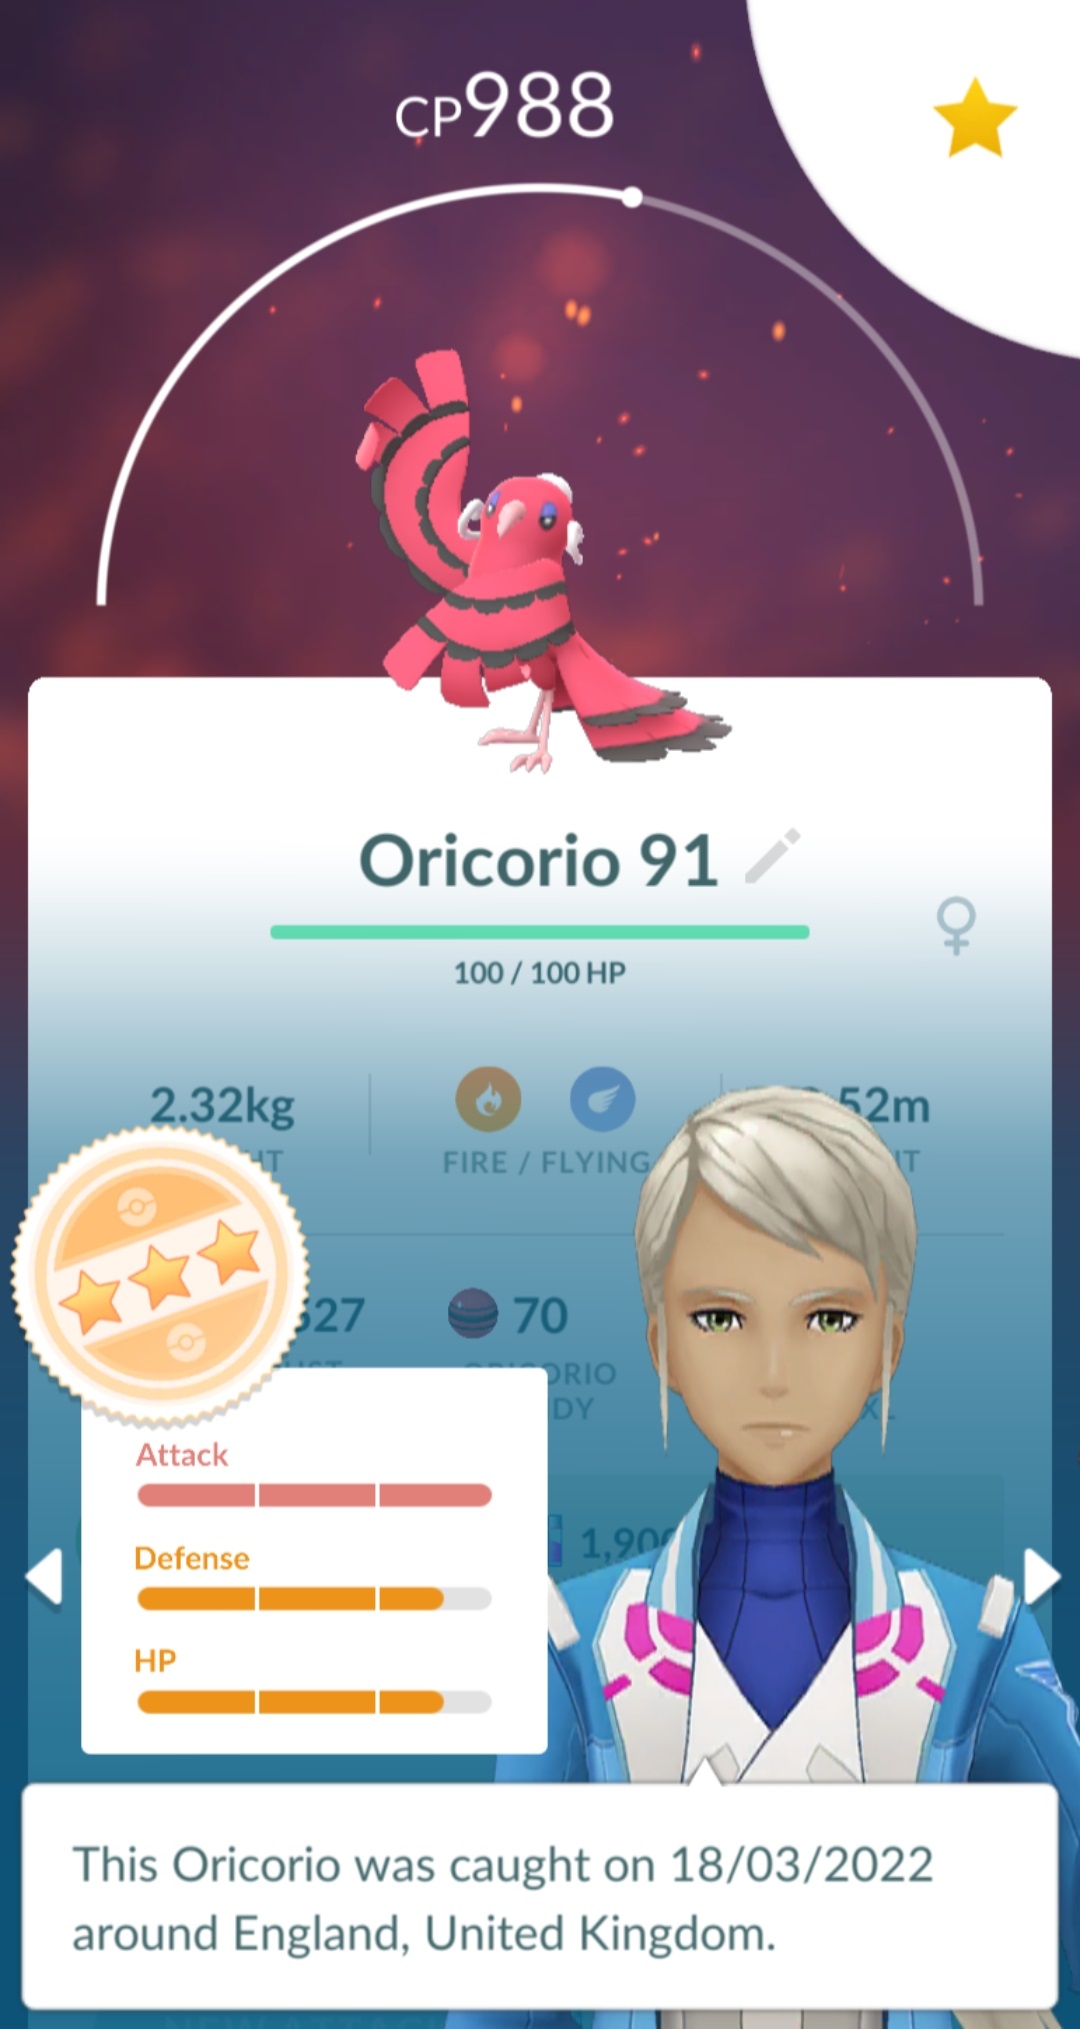 CP988
Oricorio 91
100 / 100 HP
2.32kg
52m
FIRE / FLYING
70
Attack
Defense
HP
This Oricorio was caught on 18/03/2022
around England, United Kingdom.